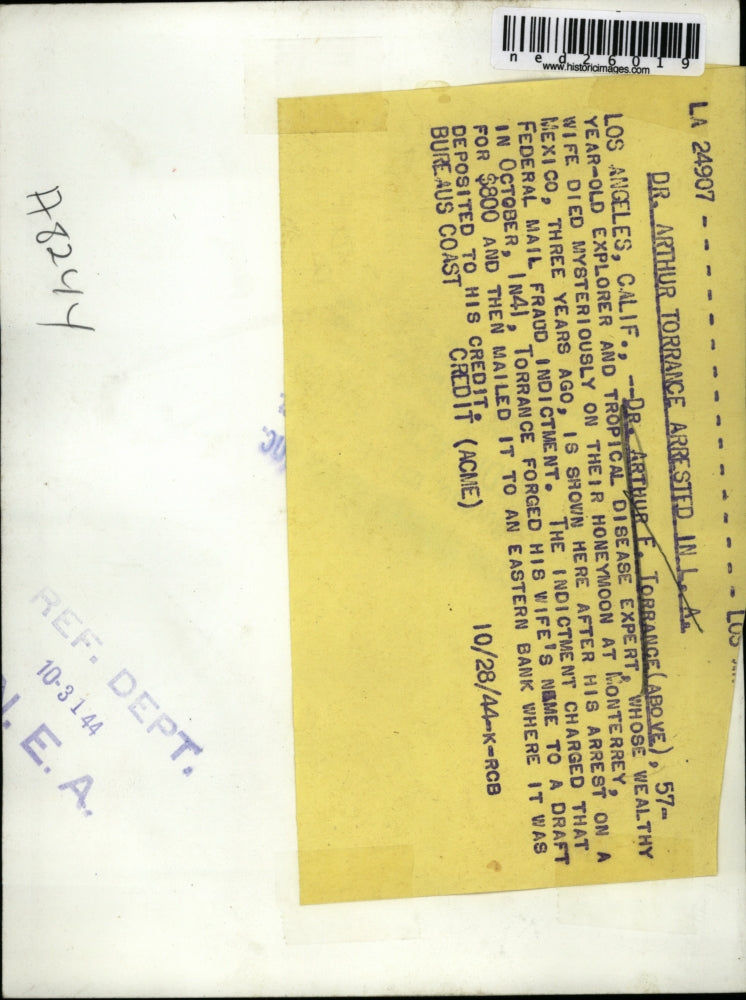 ned26019
www.historicimages.com
LA 24907 - - - - - - - - - - - - - LOS
DR. ARTHUR TORRANCE ARRESTED IN L. A.
LOS ANGELES, CALIF., --DR. ARTHUR E. TORRANCE (ABOVE), 57-
YEAR-OLD EXPLORER AND TROPICAL DISEASE EXPERT, WHOSE WEALTHY
WIFE DIED MYSTERIOUSLY ON THEIR HONEYMOON AT MONTERREY,
MEXICO, THREE YEARS AGO, IS SHOWN HERE AFTER HIS ARREST ON A
FEDERAL MAIL FRAUD INDICTMENT. THE INDICTMENT CHARGED THAT
IN OCTOBER, 1N41, TORRANCE FORGED HIS WIFE'S NAME TO A DRAFT
FOR $800 AND THEN MAILED IT TO AN EASTERN BANK WHERE IT WAS
DEPOSITED TO HIS CREDIT.
BUREAUS COAST CREDIT (ACME) 10/28/44-K-RCB
A8244
REF. DEPT.
10-31 44
N. E. A.